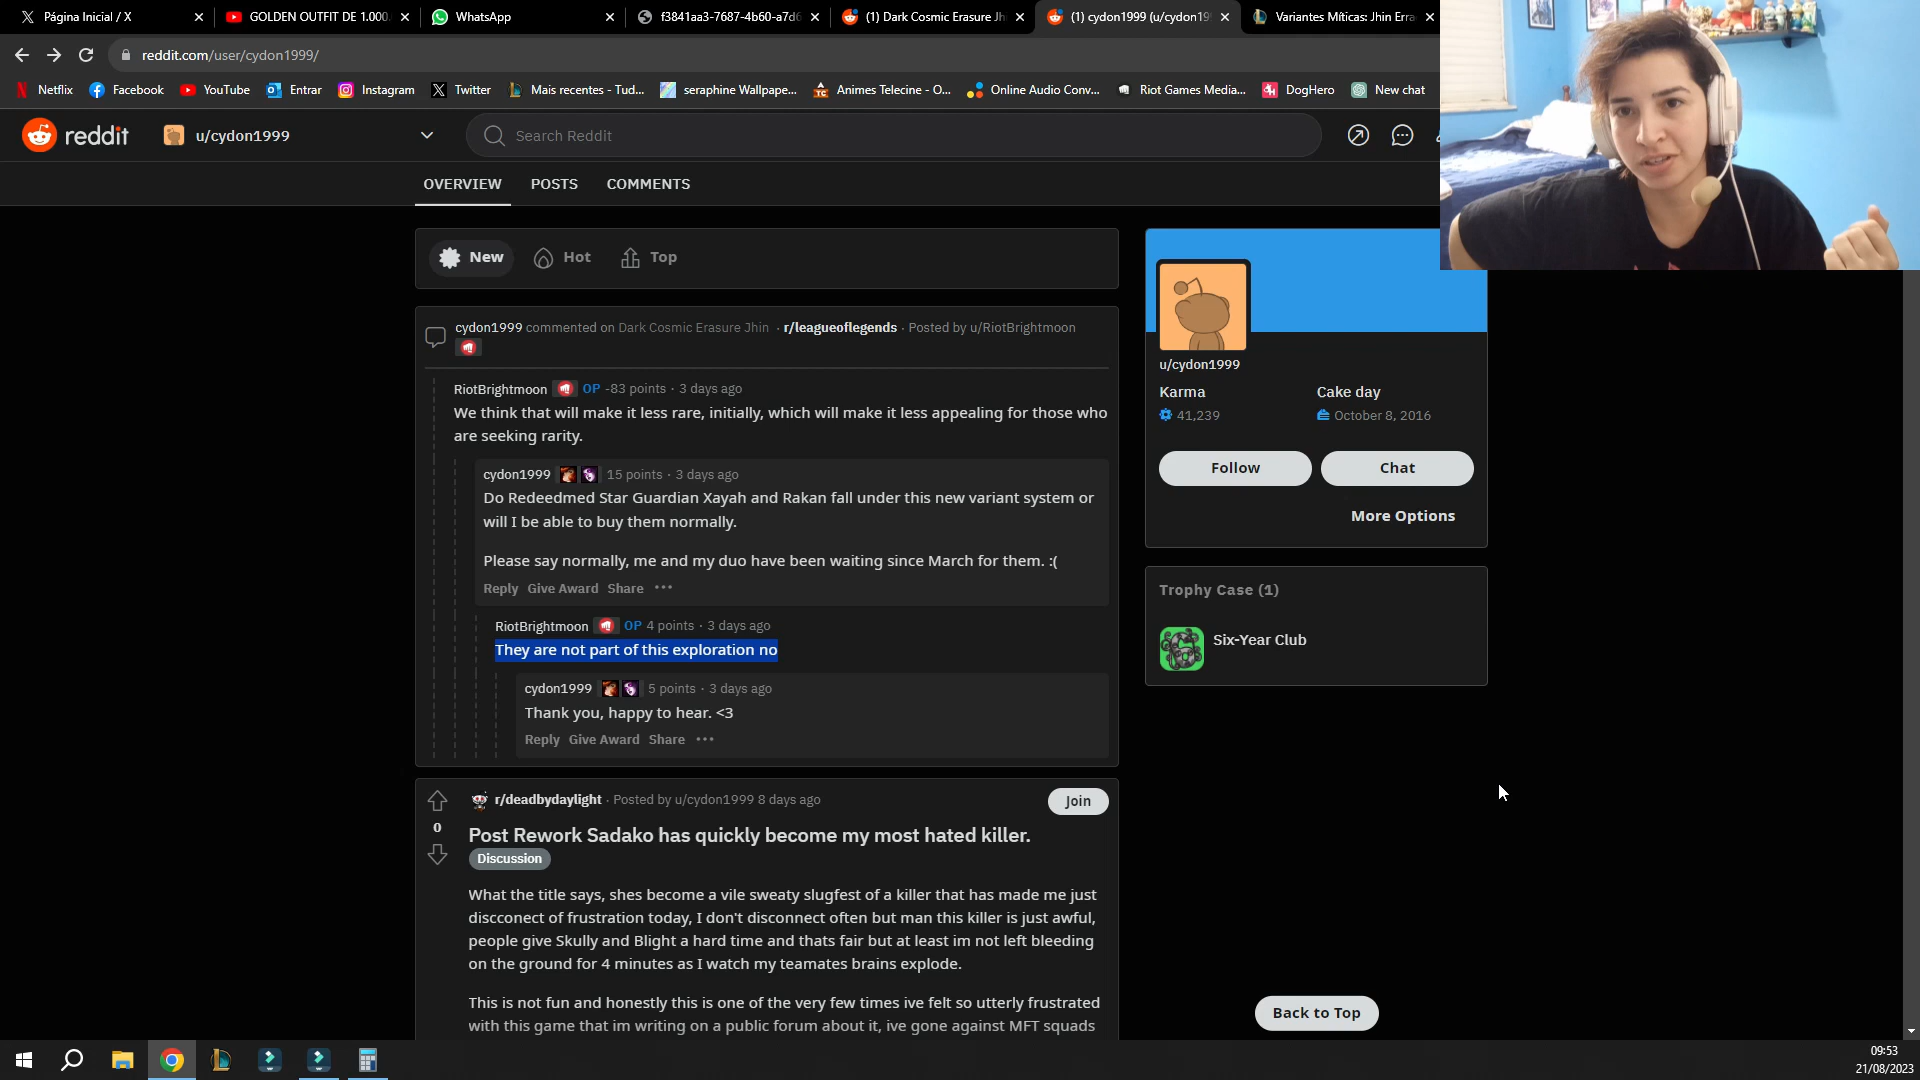 Página Inicial / X
GOLDEN OUTFIT DE 1.000.
WhatsApp
f3841aa3-7687-4b60-a7d6
(1) Dark Cosmic Erasure Jh
(1) cydon1999 (u/cydon19
Variantes Míticas: Jhin Erra
reddit.com/user/cydon1999/
Netflix
Facebook
YouTube
Entrar
Instagram
Twitter
Mais recentes - Tud...
seraphine Wallpape...
Animes Telecine - O...
Online Audio Conv...
Riot Games Media...
DogHero
New chat
reddit
u/cydon1999
Search Reddit
OVERVIEW
POSTS
COMMENTS
New
Hot
Top
cydon1999 commented on Dark Cosmic Erasure Jhin · r/leagueoflegends · Posted by u/RiotBrightmoon
RiotBrightmoon OP -83 points · 3 days ago
We think that will make it less rare, initially, which will make it less appealing for those who
are seeking rarity.
cydon1999 15 points · 3 days ago
Do Redeedmed Star Guardian Xayah and Rakan fall under this new variant system or
will I be able to buy them normally.
Please say normally, me and my duo have been waiting since March for them. :(
Reply Give Award Share •••
RiotBrightmoon OP 4 points · 3 days ago
They are not part of this exploration no
cydon1999 5 points · 3 days ago
Thank you, happy to hear. <3
Reply Give Award Share •••
r/deadbydaylight · Posted by u/cydon1999 8 days ago
Join
0
Post Rework Sadako has quickly become my most hated killer.
Discussion
What the title says, shes become a vile sweaty slugfest of a killer that has made me just
discconect of frustration today, I don't disconnect often but man this killer is just awful,
people give Skully and Blight a hard time and thats fair but at least im not left bleeding
on the ground for 4 minutes as I watch my teamates brains explode.
This is not fun and honestly this is one of the very few times ive felt so utterly frustrated
with this game that im writing on a public forum about it, ive gone against MFT squads
u/cydon1999
Karma
Cake day
41,239
October 8, 2016
Follow
Chat
More Options
Trophy Case (1)
Six-Year Club
Back to Top
09:53
21/08/2023